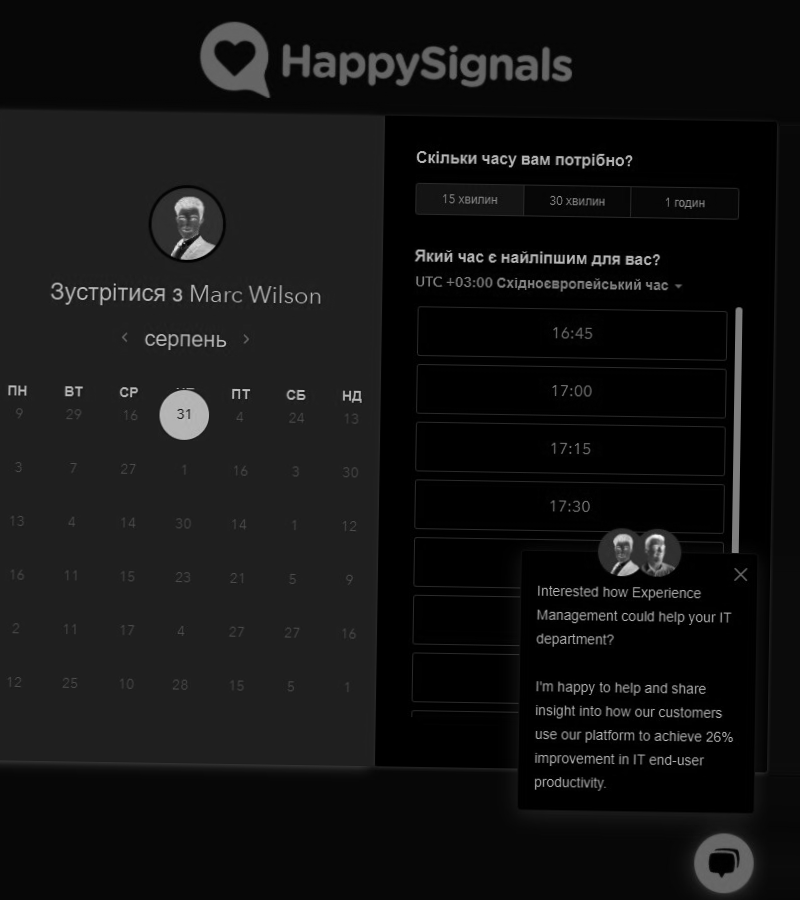 HappySignals
Зустрітися з Marc Wilson
серпень
ПН ВТ СР ПТ СБ НД
9 29 16 31 4 24 13
3 7 27 1 16 3 30
13 4 14 30 14 1 12
16 11 15 23 21 5 9
2 11 17 4 27 27 16
12 25 10 28 15 5 1
Скільки часу вам потрібно?
15 хвилин 30 хвилин 1 годин
Який час є найліпшим для вас?
UTC +03:00 Східноєвропейський час
16:45
17:00
17:15
17:30
Interested how Experience
Management could help your IT
department?
I'm happy to help and share
insight into how our customers
use our platform to achieve 26%
improvement in IT end-user
productivity.